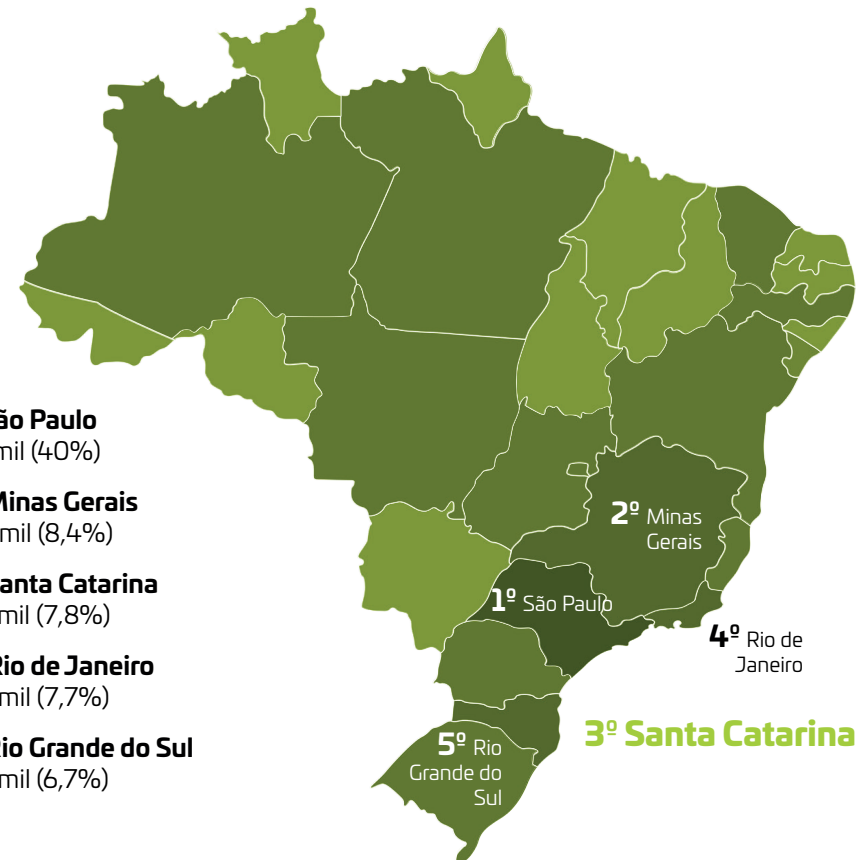 ão Paulo
mil (40%)
Minas Gerais
mil (8,4%)
anta Catarina
mil (7,8%)
Rio de Janeiro
mil (7,7%)
Rio Grande do Sul
mil (6,7%)
2º Minas
Gerais
1º São Paulo
4º Rio de
Janeiro
3º Santa Catarina
5º Rio
Grande do
Sul